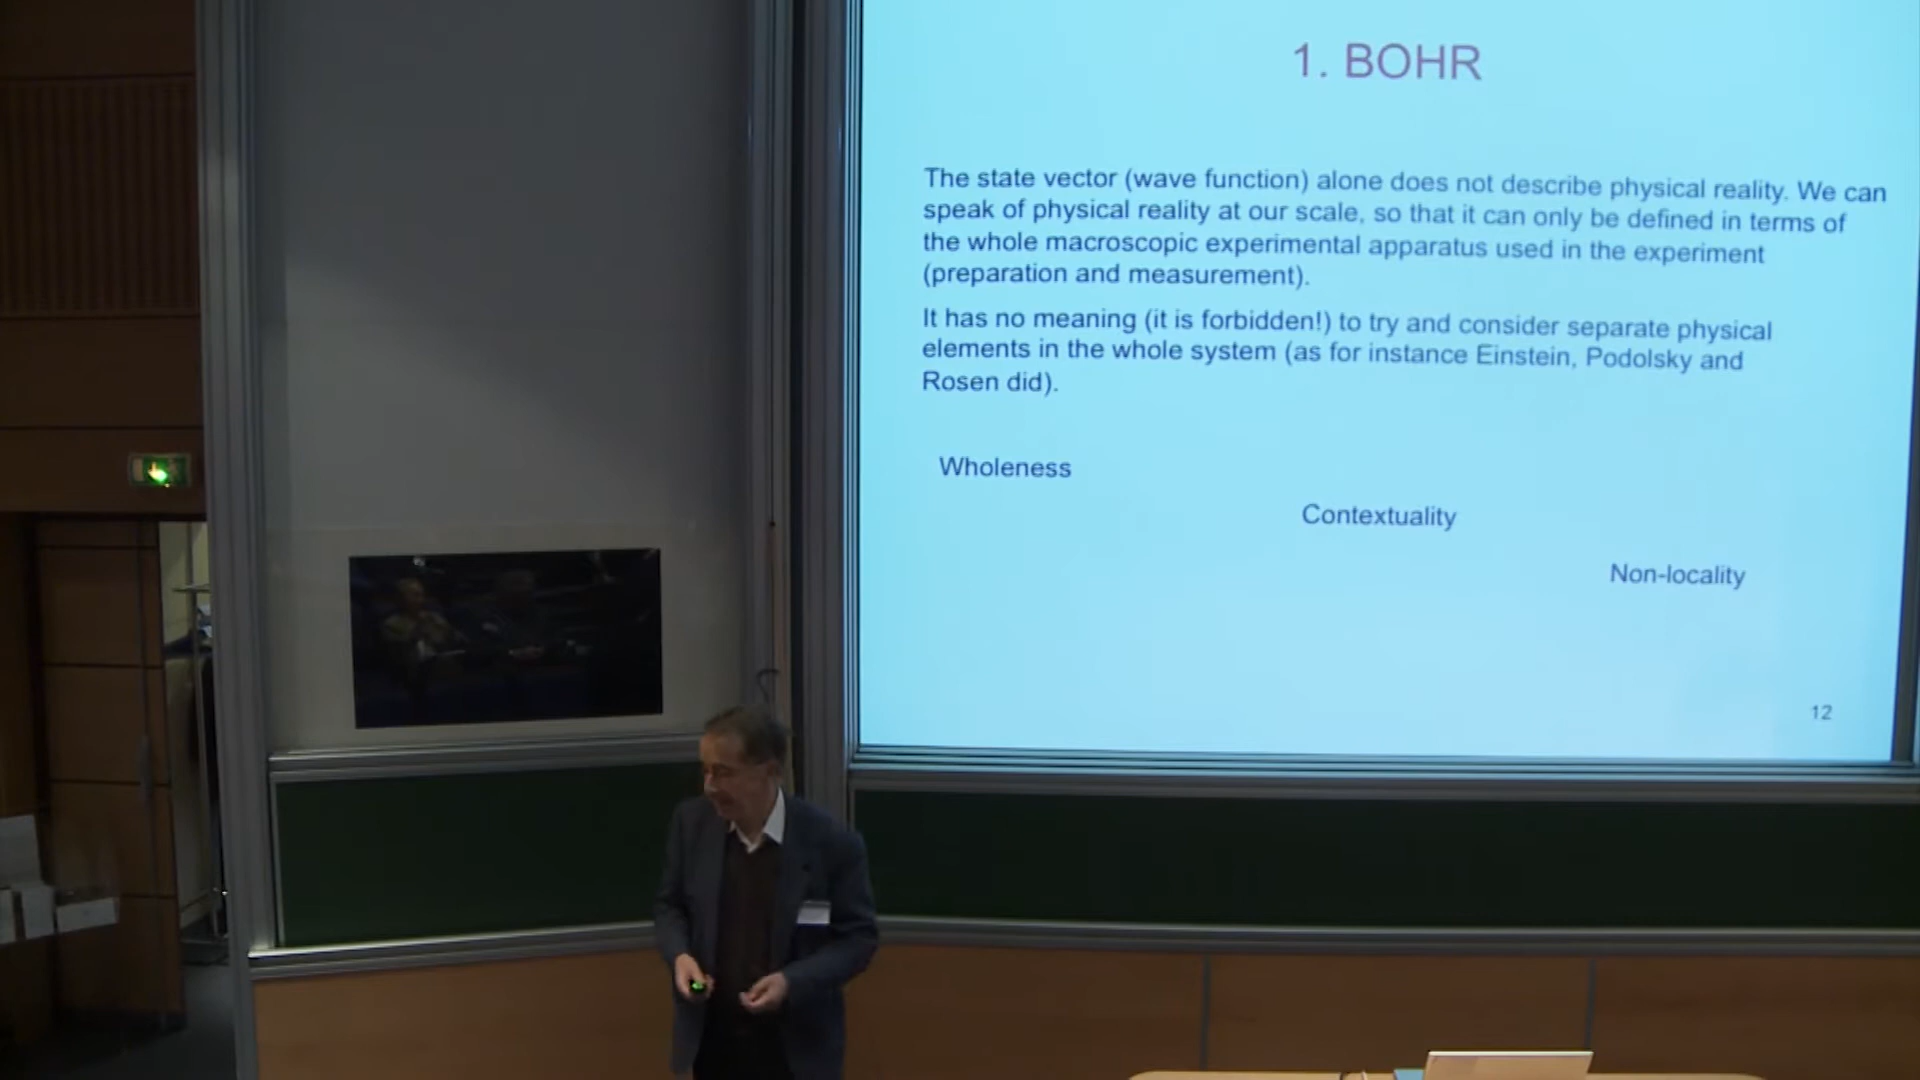 1. BOHR
The state vector (wave function) alone does not describe physical reality. We can
speak of physical reality at our scale, so that it can only be defined in terms of
the whole macroscopic experimental apparatus used in the experiment
(preparation and measurement).
It has no meaning (it is forbidden!) to try and consider separate physical
elements in the whole system (as for instance Einstein, Podolsky and
Rosen did).
Wholeness
Contextuality
Non-locality
12